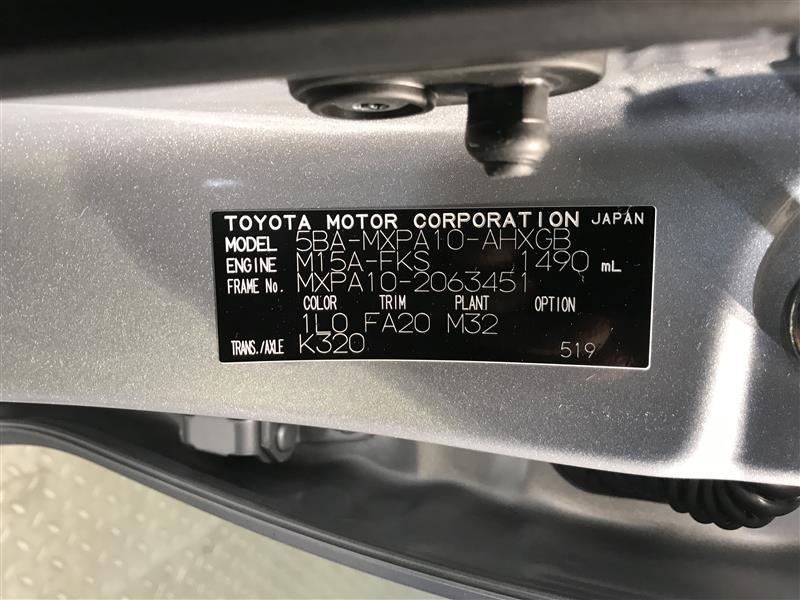 TOYOTA MOTOR CORPORATION JAPAN
MODEL 5BA-MXPA10-AHXGB
ENGINE M15A-FKS 1490 mL
FRAME No. MXPA10-2063451
COLOR TRIM PLANT OPTION
1L0 FA20 M32
TRANS./AXLE K320 519